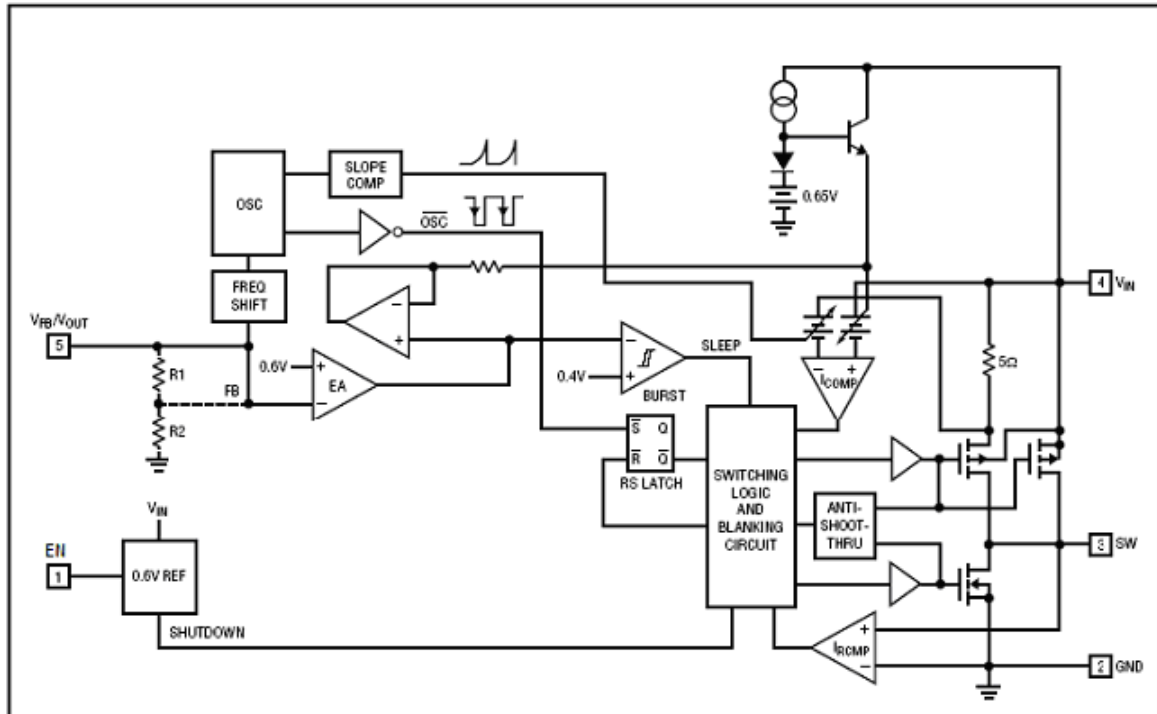 0.65V
SLOPE
COMP
OSC
OSC
FREQ
SHIFT
4 VIN
VFB/VOUT
5
−
+
SLEEP
− +
ICOMP
5Ω
R1
0.6V
+
EA
−
FB
0.4V
−
+
BURST
R2
S Q
R Q
RS LATCH
SWITCHING
LOGIC
AND
BLANKING
CIRCUIT
ANTI-
SHOOT-
THRU
3 SW
VIN
EN
1
0.6V REF
SHUTDOWN
+
IRCMP
−
2 GND